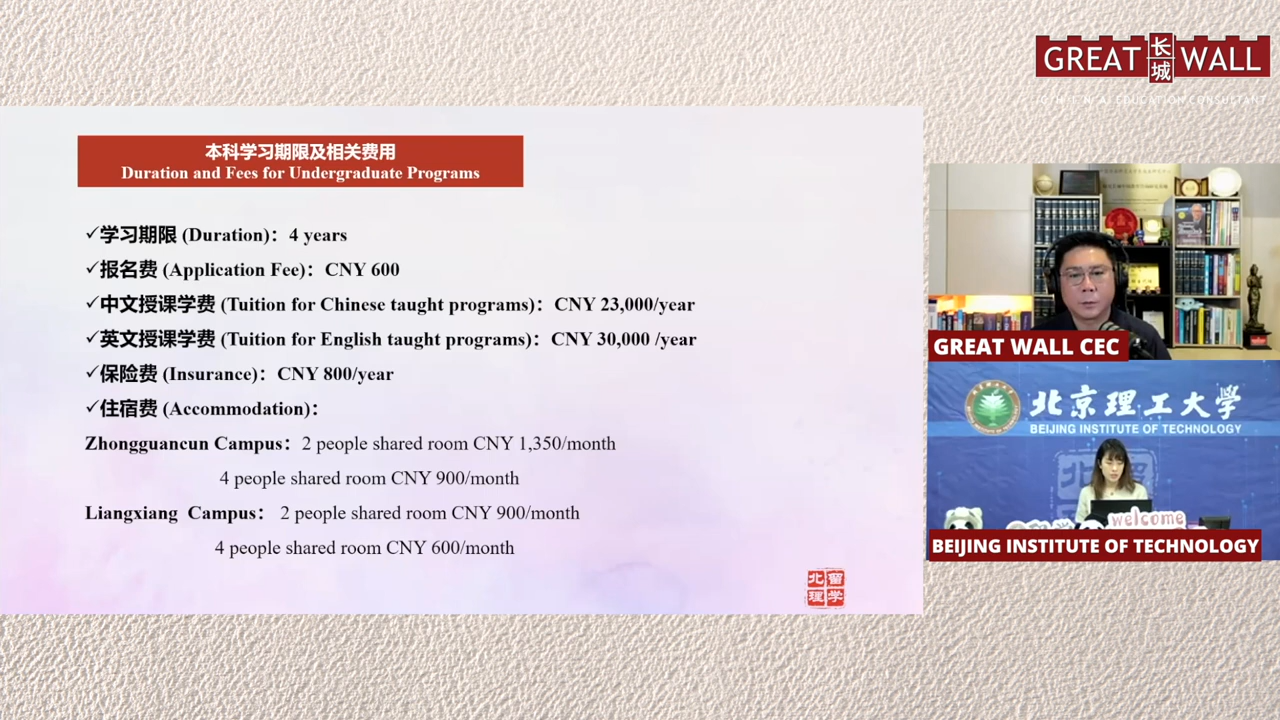 GREAT 长城 WALL
EDUCATION CONSULTANT
本科学习期限及相关费用
Duration and Fees for Undergraduate Programs
✓学习期限 (Duration)：4 years
✓报名费 (Application Fee)：CNY 600
✓中文授课学费 (Tuition for Chinese taught programs)：CNY 23,000/year
✓英文授课学费 (Tuition for English taught programs)：CNY 30,000 /year
✓保险费 (Insurance)：CNY 800/year
✓住宿费 (Accommodation)：
Zhongguancun Campus：2 people shared room CNY 1,350/month
4 people shared room CNY 900/month
Liangxiang Campus： 2 people shared room CNY 900/month
4 people shared room CNY 600/month
北留
理学
GREAT WALL CEC
北京理工大学
BEIJING INSTITUTE OF TECHNOLOGY
welcome
BEIJING INSTITUTE OF TECHNOLOGY